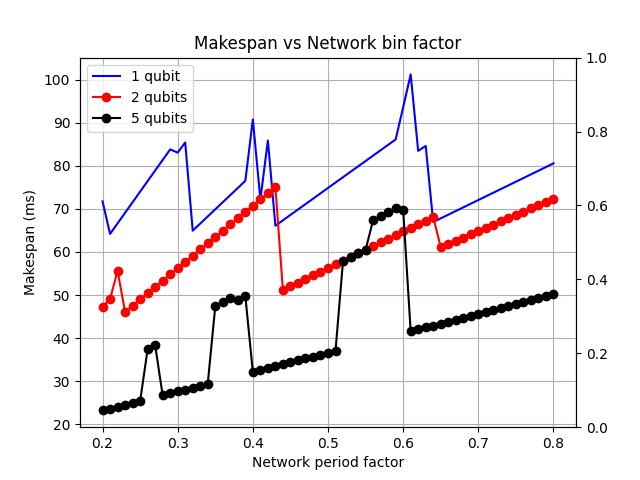 Makespan vs Network bin factor
1 qubit
2 qubits
5 qubits
Makespan (ms)
100
90
80
70
60
50
40
30
20
1.0
0.8
0.6
0.4
0.2
0.0
0.2 0.3 0.4 0.5 0.6 0.7 0.8
Network period factor